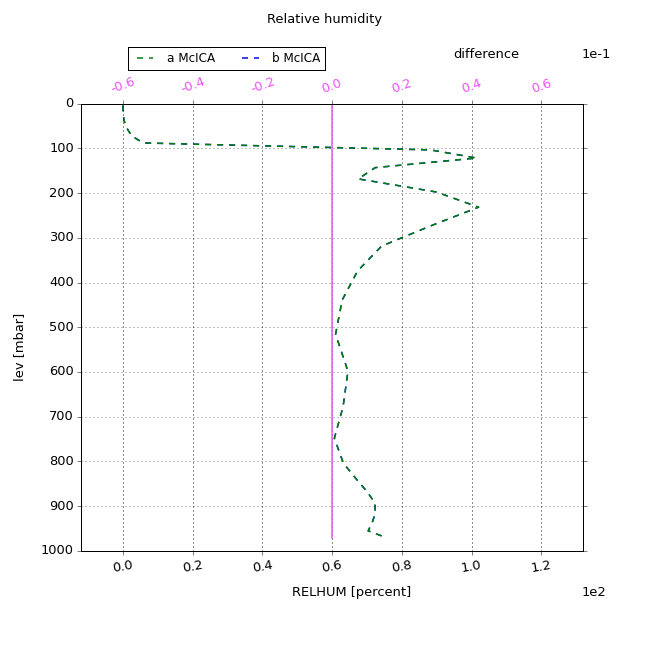 Relative humidity
a McICA b McICA
difference 1e-1
-0.6 -0.4 -0.2 0.0 0.2 0.4 0.6
0
100
200
300
400
500
600
700
800
900
1000
lev [mbar]
0.0 0.2 0.4 0.6 0.8 1.0 1.2
RELHUM [percent] 1e2